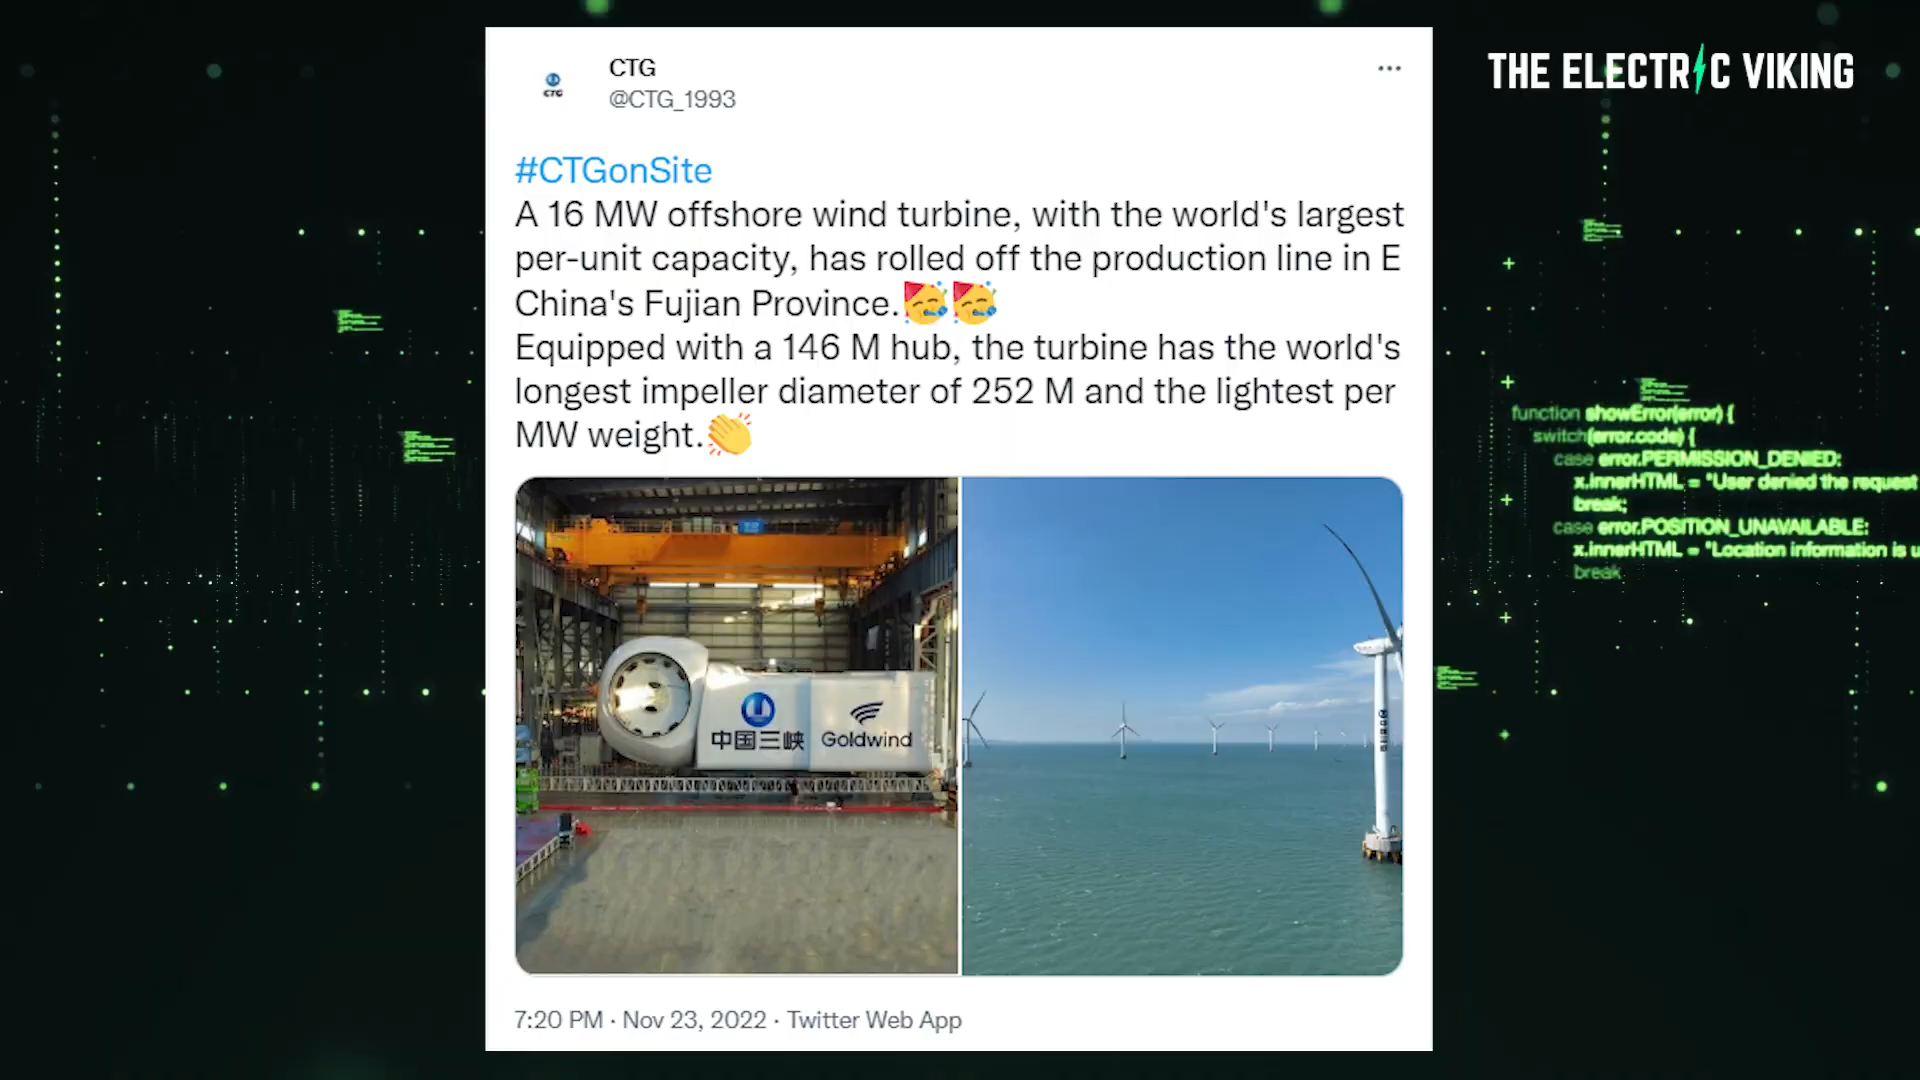 THE ELECTRIC VIKING
CTG
CTG
@CTG_1993
#CTGonSite
A 16 MW offshore wind turbine, with the world's largest
per-unit capacity, has rolled off the production line in E
China's Fujian Province.🥳🥳
Equipped with a 146 M hub, the turbine has the world's
longest impeller diameter of 252 M and the lightest per
MW weight.👏
中国三峡 Goldwind
7:20 PM · Nov 23, 2022 · Twitter Web App
function showError(error) {
switch(error.code) {
case error.PERMISSION_DENIED:
x.innerHTML = "User denied the request
break;
case error.POSITION_UNAVAILABLE:
x.innerHTML = "Location information is u
break